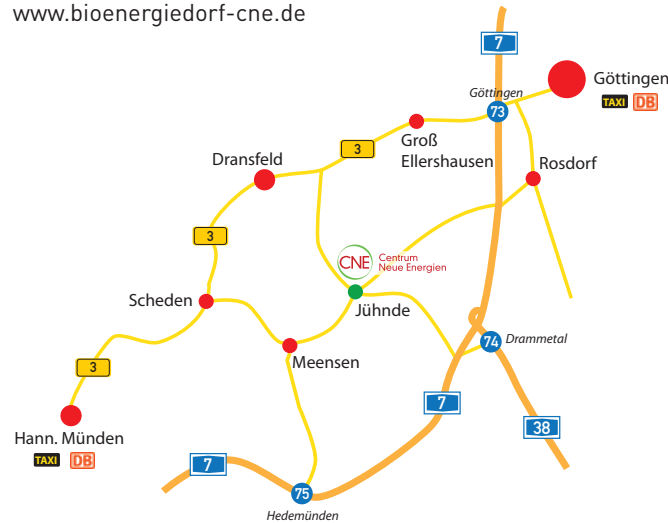 www.bioenergiedorf-cne.de
7
Göttingen
Göttingen
TAXI DB
73
3
Groß
Ellershausen
Dransfeld
Rosdorf
3
CNE Centrum
Neue Energien
Scheden
Jühnde
74
Drammetal
Meensen
3
7
38
Hann. Münden
TAXI DB
7
75
Hedemünden